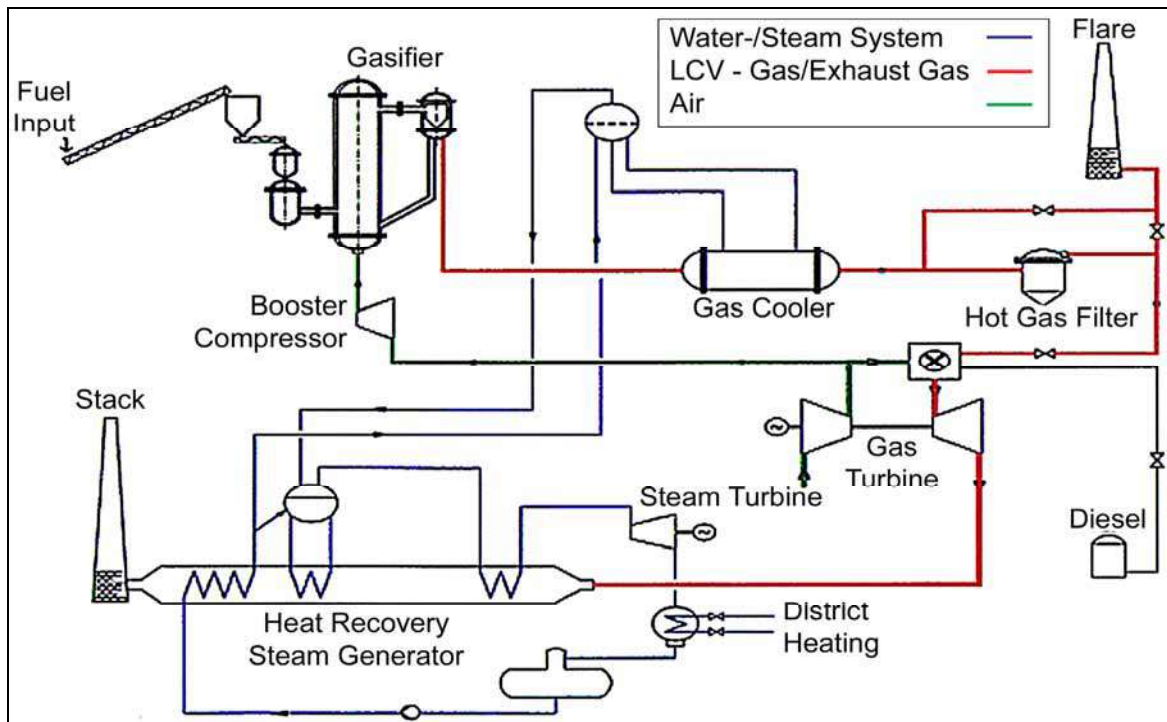 Fuel
Input
Gasifier
Water-/Steam System
LCV - Gas/Exhaust Gas
Air
Flare
Booster
Compressor
Gas Cooler
Hot Gas Filter
Stack
Gas
Turbine
Steam Turbine
Diesel
Heat Recovery
Steam Generator
District
Heating